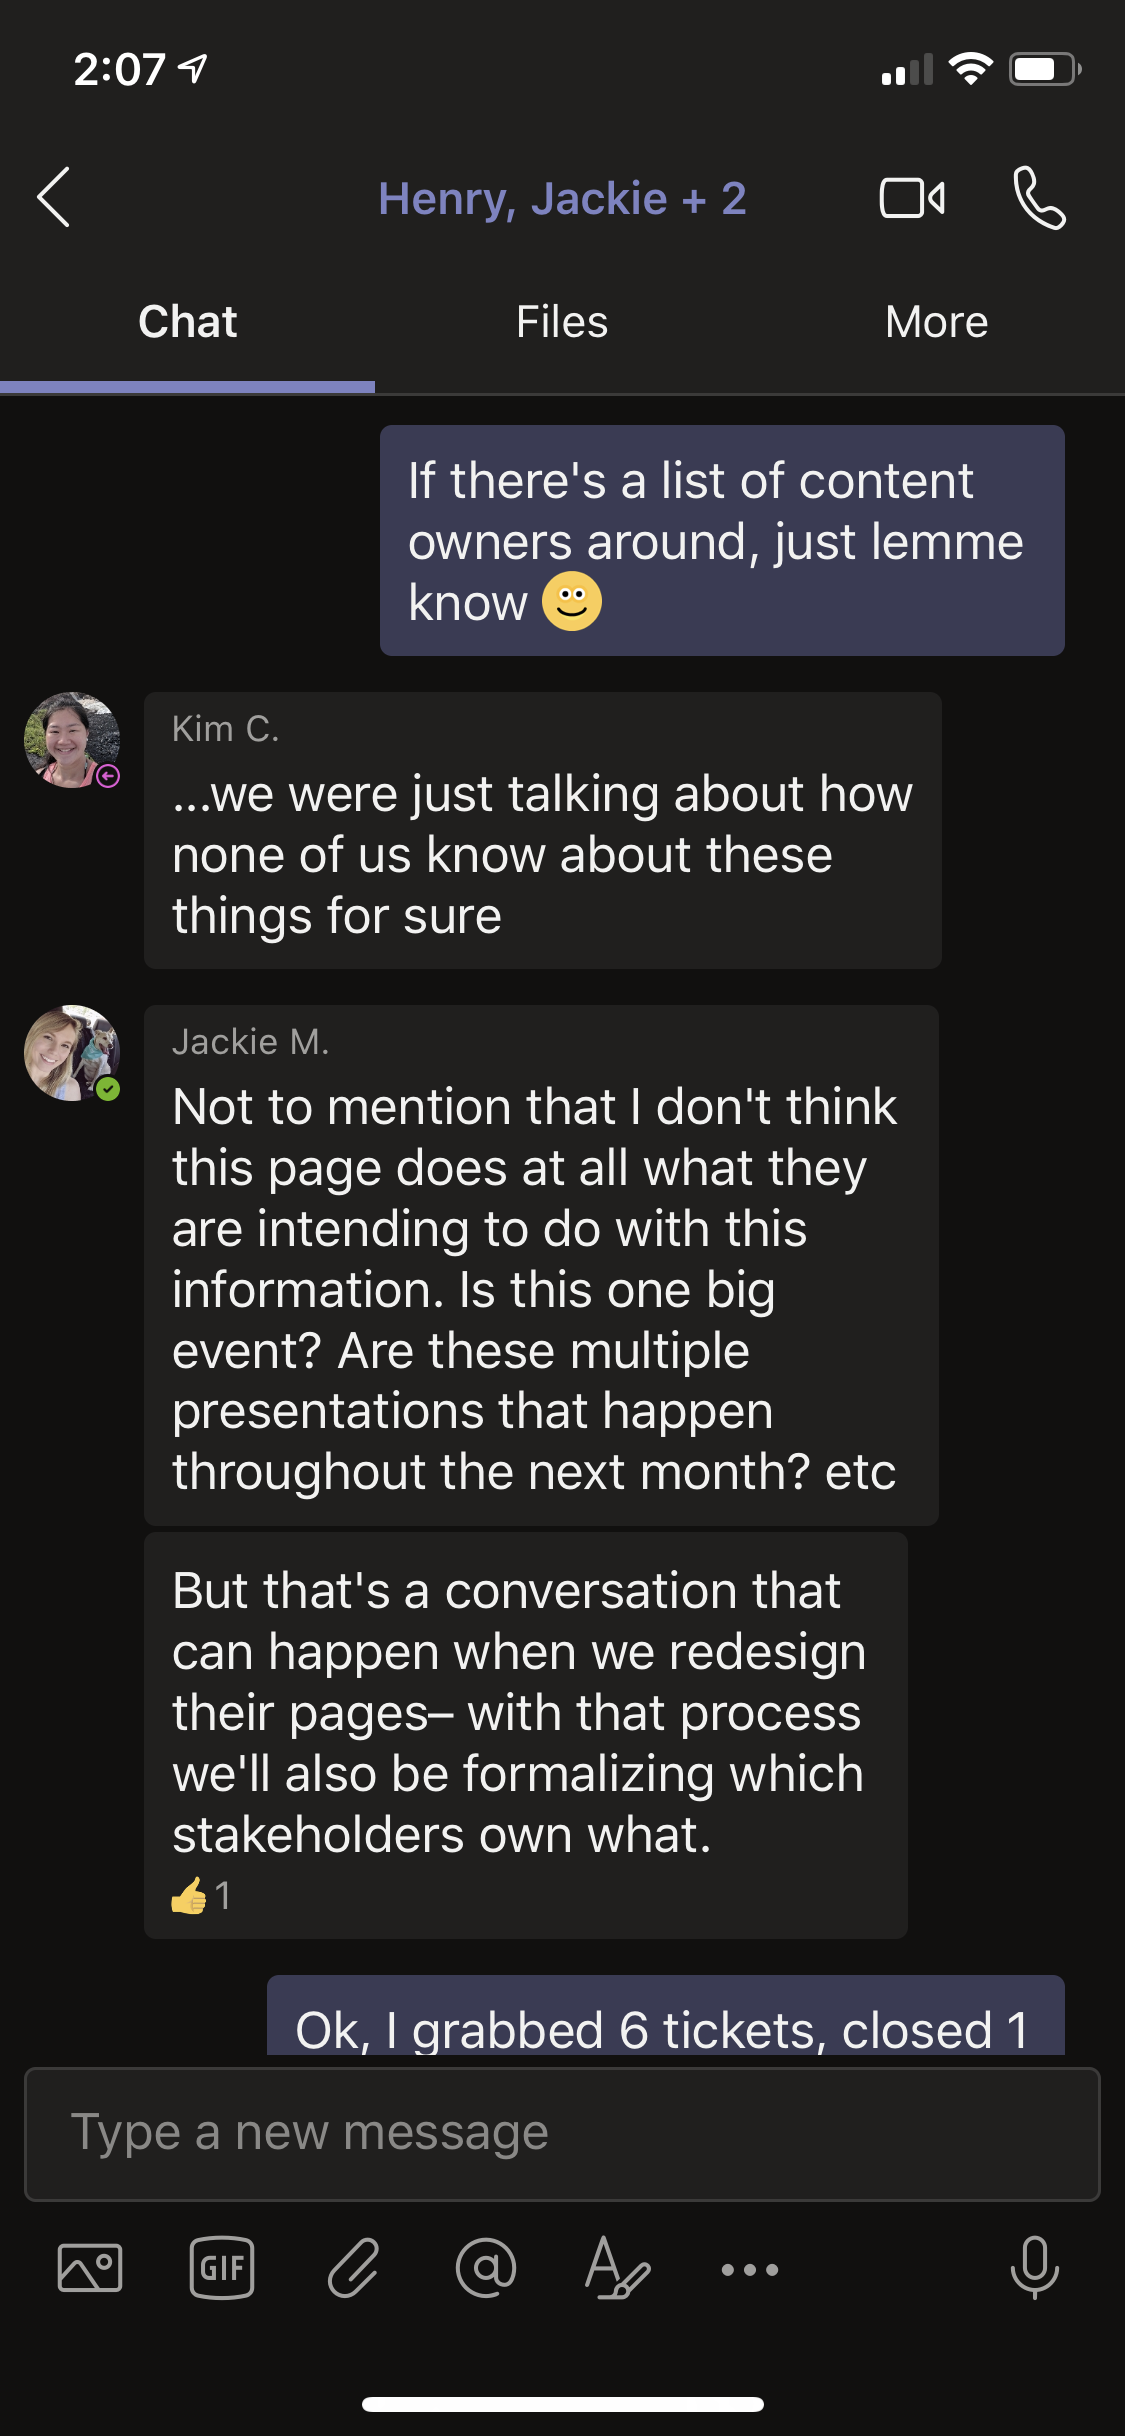 2:07
Henry, Jackie + 2
Chat Files More
If there's a list of content
owners around, just lemme
know
Kim C.
...we were just talking about how
none of us know about these
things for sure
Jackie M.
Not to mention that I don't think
this page does at all what they
are intending to do with this
information. Is this one big
event? Are these multiple
presentations that happen
throughout the next month? etc
But that's a conversation that
can happen when we redesign
their pages– with that process
we'll also be formalizing which
stakeholders own what.
1
Ok, I grabbed 6 tickets, closed 1
Type a new message
GIF